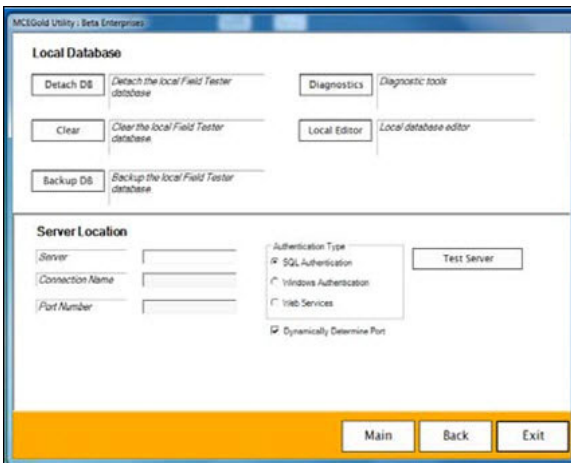 MCEGold Utility : Beta Enterprises
Local Database
Detach DB
Detach the local Field Tester
database
Diagnostics
Diagnostic tools
Clear
Clear the local Field Tester
database
Local Editor
Local database editor
Backup DB
Backup the local Field Tester
database
Server Location
Server
Connection Name
Port Number
Authentication Type
SQL Authentication
Windows Authentication
Web Services
Dynamically Determine Port
Test Server
Main
Back
Exit